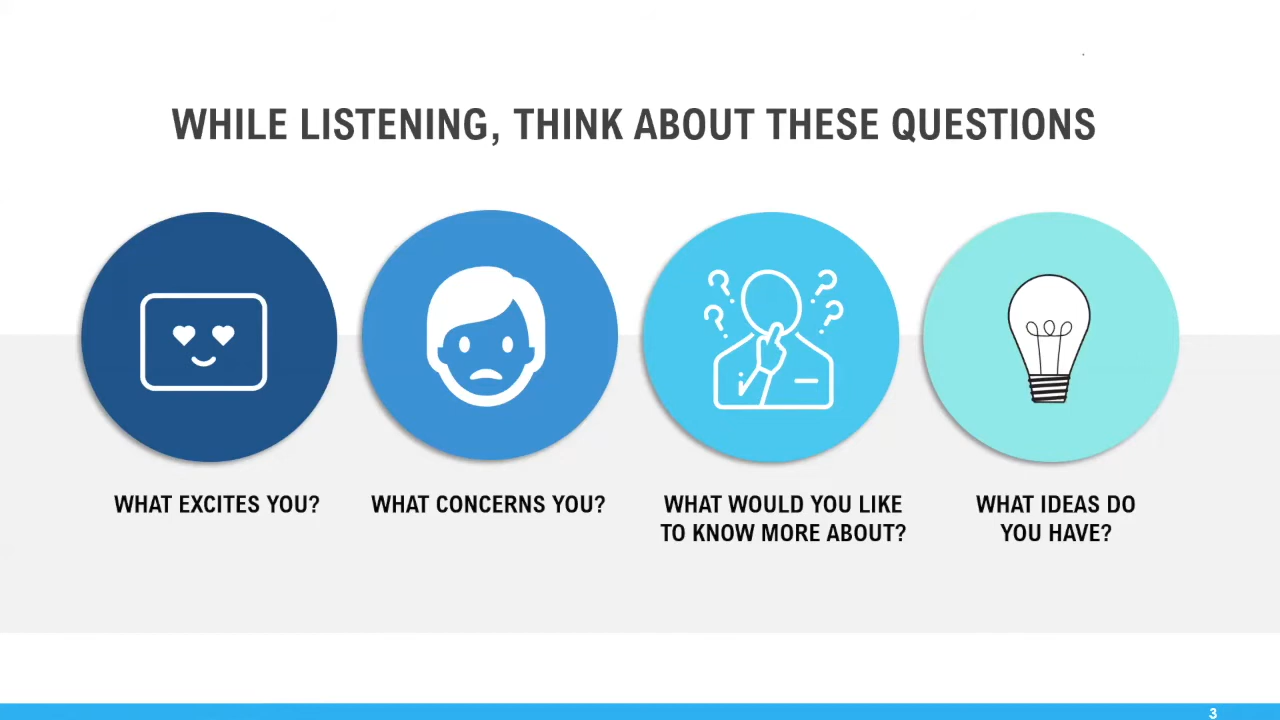 WHILE LISTENING, THINK ABOUT THESE QUESTIONS
WHAT EXCITES YOU?
WHAT CONCERNS YOU?
WHAT WOULD YOU LIKE
TO KNOW MORE ABOUT?
WHAT IDEAS DO
YOU HAVE?
3